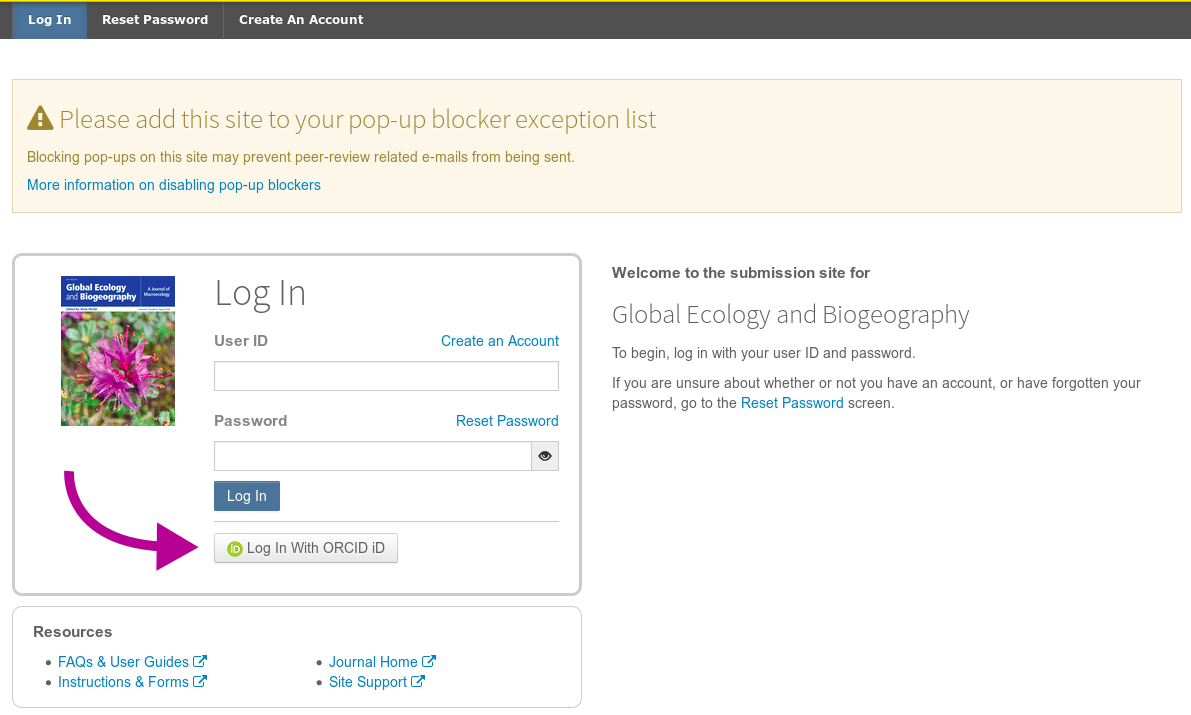 Log In
Reset Password
Create An Account
Please add this site to your pop-up blocker exception list
Blocking pop-ups on this site may prevent peer-review related e-mails from being sent.
More information on disabling pop-up blockers
Global Ecology
and Biogeography
A Journal of
Macroecology
Log In
User ID
Create an Account
Password
Reset Password
Log In
iD Log In With ORCID iD
Resources
FAQs & User Guides
Instructions & Forms
Journal Home
Site Support
Welcome to the submission site for
Global Ecology and Biogeography
To begin, log in with your user ID and password.
If you are unsure about whether or not you have an account, or have forgotten your
password, go to the Reset Password screen.